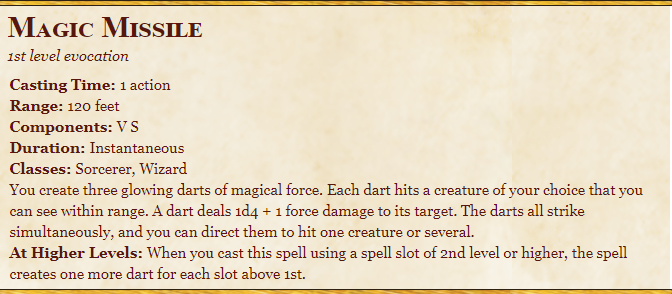 Magic Missile
1st level evocation
Casting Time: 1 action
Range: 120 feet
Components: V S
Duration: Instantaneous
Classes: Sorcerer, Wizard
You create three glowing darts of magical force. Each dart hits a creature of your choice that you
can see within range. A dart deals 1d4 + 1 force damage to its target. The darts all strike
simultaneously, and you can direct them to hit one creature or several.
At Higher Levels: When you cast this spell using a spell slot of 2nd level or higher, the spell
creates one more dart for each slot above 1st.